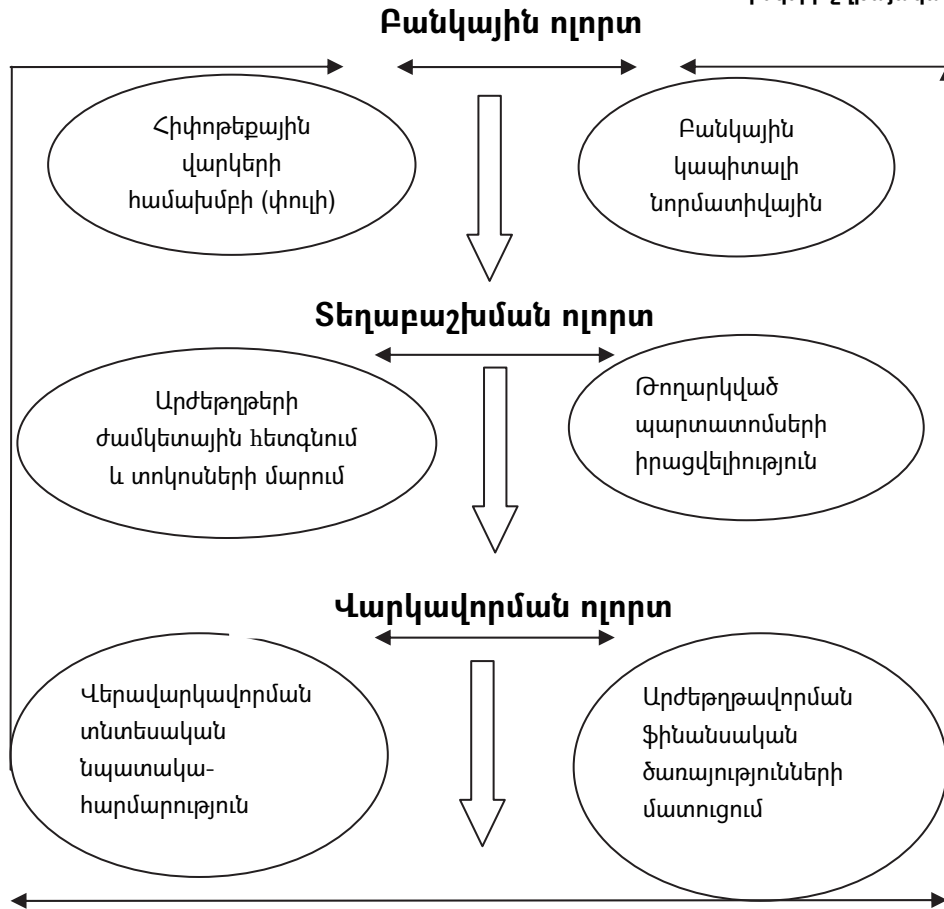 Բանկային ոլորտ
Հիփոթեքային
վարկերի
համախմբի (փուլի)
Բանկային
կապիտալի
նորմատիվային
Տեղաբաշխման ոլորտ
Արժեթղթերի
ժամկետային հետգնում
և տոկոսների մարում
Թողարկված
պարտատոմսերի
իրացվելիություն
Վարկավորման ոլորտ
Վերավարկավորման
տնտեսական
նպատակա-
հարմարություն
Արժեթղթավորման
ֆինանսական
ծառայությունների
մատուցում